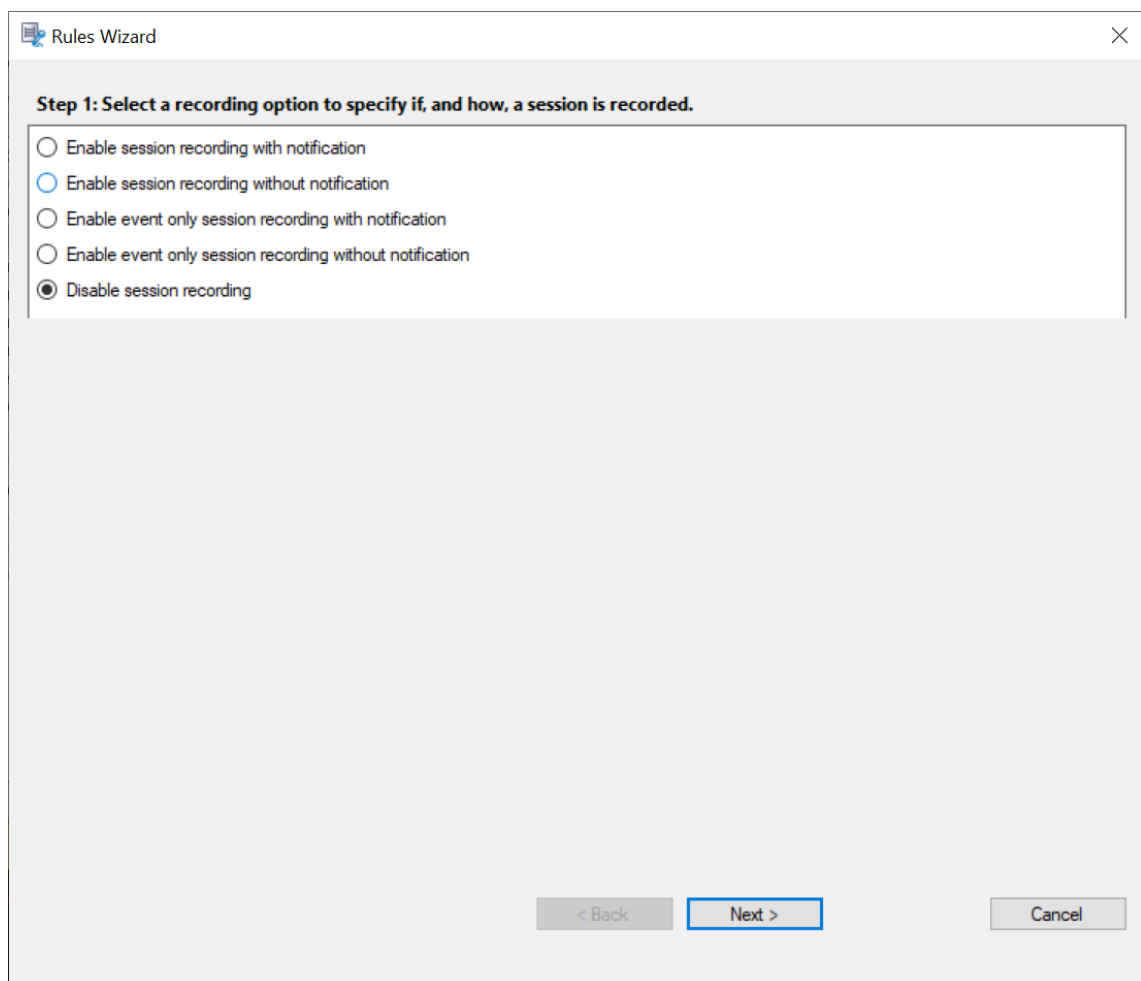 Rules Wizard
Step 1: Select a recording option to specify if, and how, a session is recorded.
Enable session recording with notification
Enable session recording without notification
Enable event only session recording with notification
Enable event only session recording without notification
Disable session recording
< Back
Next >
Cancel